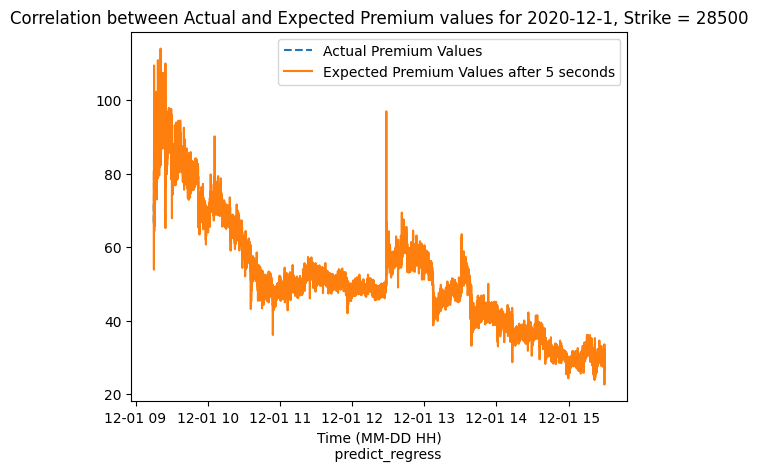 Correlation between Actual and Expected Premium values for 2020-12-1, Strike = 28500
Actual Premium Values
Expected Premium Values after 5 seconds
100
80
60
40
20
12-01 09 12-01 10 12-01 11 12-01 12 12-01 13 12-01 14 12-01 15
Time (MM-DD HH)
predict_regress